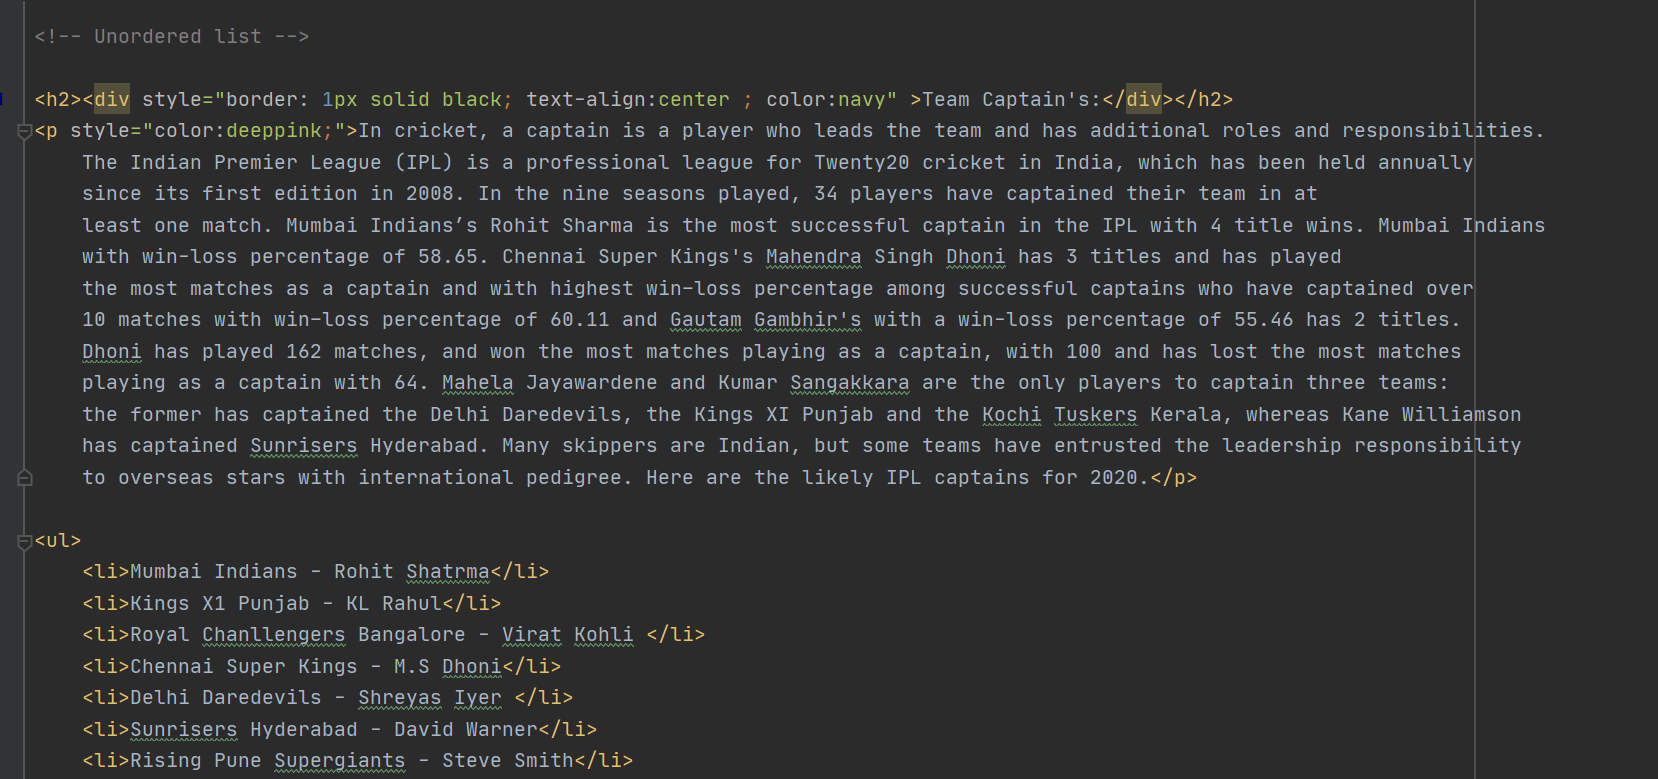 <!-- Unordered list -->
<h2><div style="border: 1px solid black; text-align:center ; color:navy" >Team Captain's:</div></h2>
<p style="color:deeppink;">In cricket, a captain is a player who leads the team and has additional roles and responsibilities.
The Indian Premier League (IPL) is a professional league for Twenty20 cricket in India, which has been held annually
since its first edition in 2008. In the nine seasons played, 34 players have captained their team in at
least one match. Mumbai Indians’s Rohit Sharma is the most successful captain in the IPL with 4 title wins. Mumbai Indians
with win-loss percentage of 58.65. Chennai Super Kings's Mahendra Singh Dhoni has 3 titles and has played
the most matches as a captain and with highest win-loss percentage among successful captains who have captained over
10 matches with win-loss percentage of 60.11 and Gautam Gambhir's with a win-loss percentage of 55.46 has 2 titles.
Dhoni has played 162 matches, and won the most matches playing as a captain, with 100 and has lost the most matches
playing as a captain with 64. Mahela Jayawardene and Kumar Sangakkara are the only players to captain three teams:
the former has captained the Delhi Daredevils, the Kings XI Punjab and the Kochi Tuskers Kerala, whereas Kane Williamson
has captained Sunrisers Hyderabad. Many skippers are Indian, but some teams have entrusted the leadership responsibility
to overseas stars with international pedigree. Here are the likely IPL captains for 2020.</p>
<ul>
<li>Mumbai Indians - Rohit Shatrma</li>
<li>Kings X1 Punjab - KL Rahul</li>
<li>Royal Chanllengers Bangalore - Virat Kohli </li>
<li>Chennai Super Kings - M.S Dhoni</li>
<li>Delhi Daredevils - Shreyas Iyer </li>
<li>Sunrisers Hyderabad - David Warner</li>
<li>Rising Pune Supergiants - Steve Smith</li>